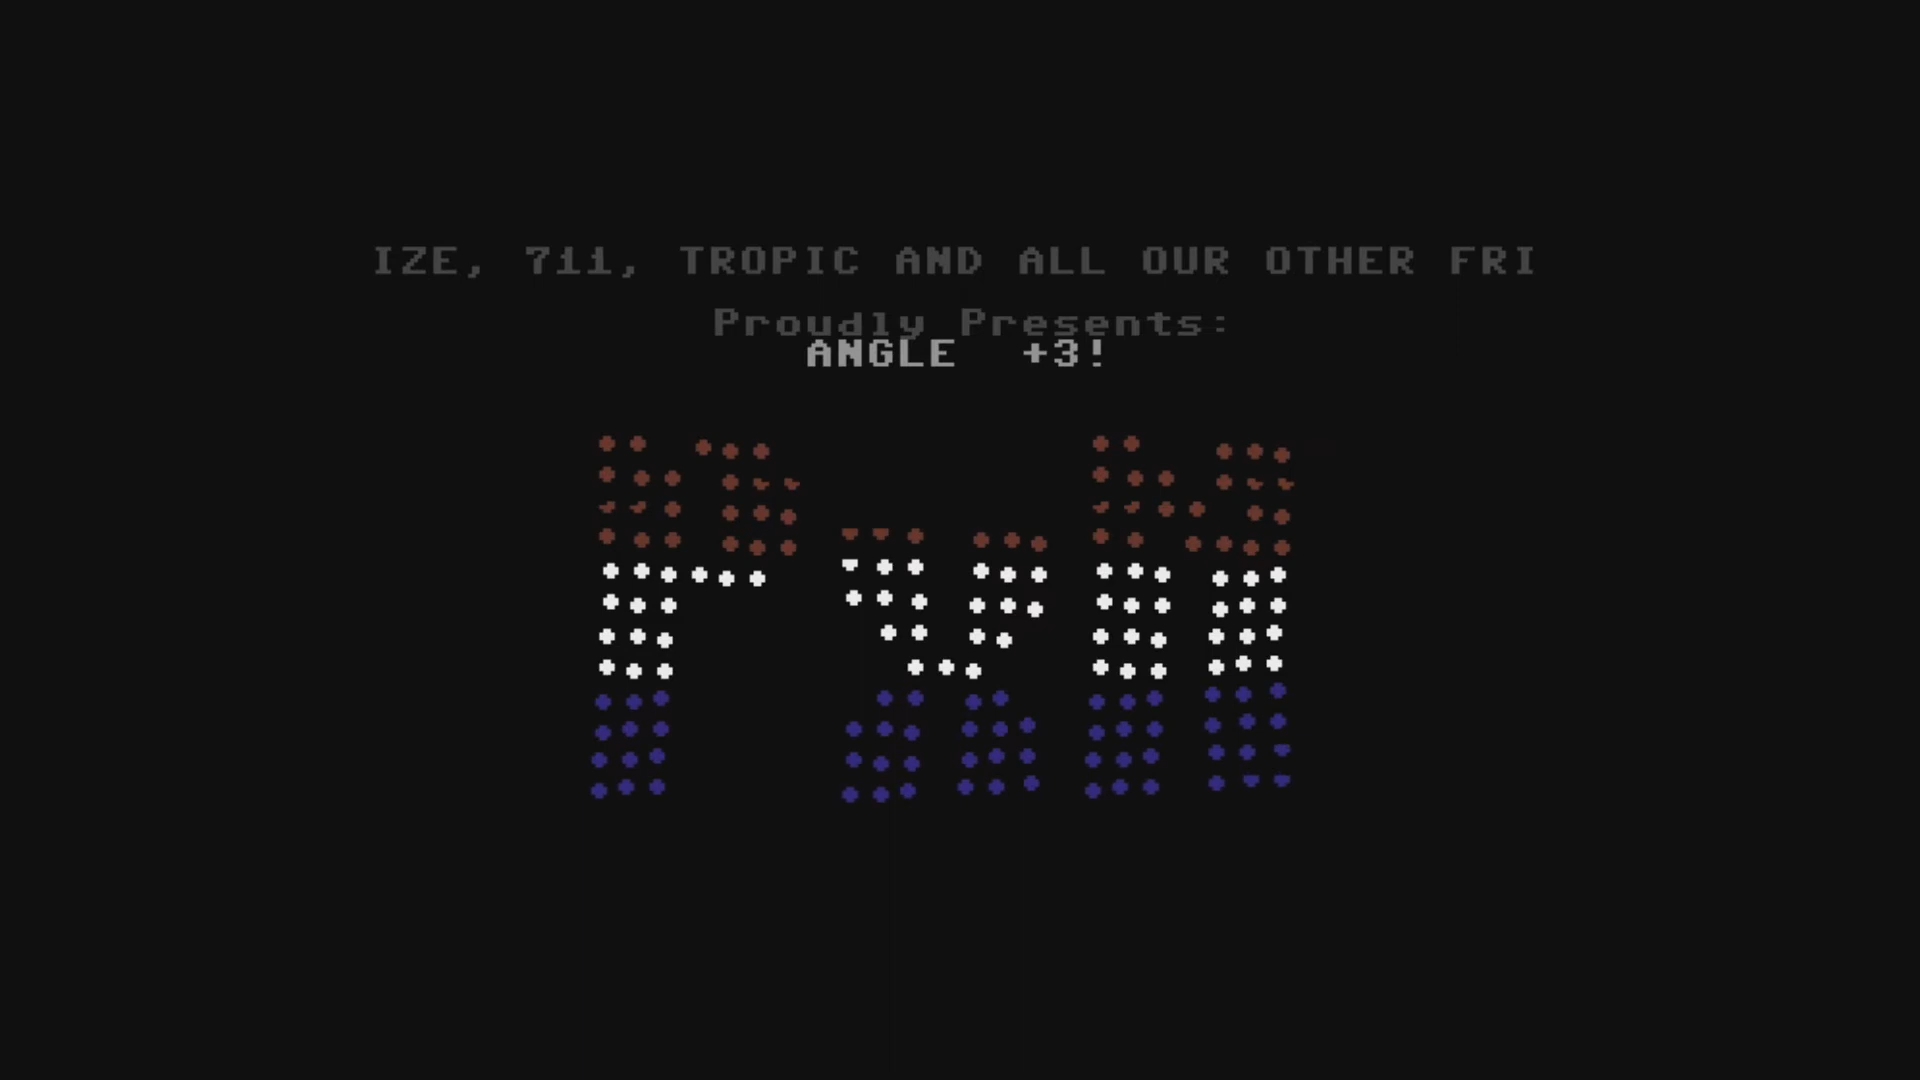 IZE, 711, TROPIC AND ALL OUR OTHER FRI
Proudly Presents:
ANGLE +3!